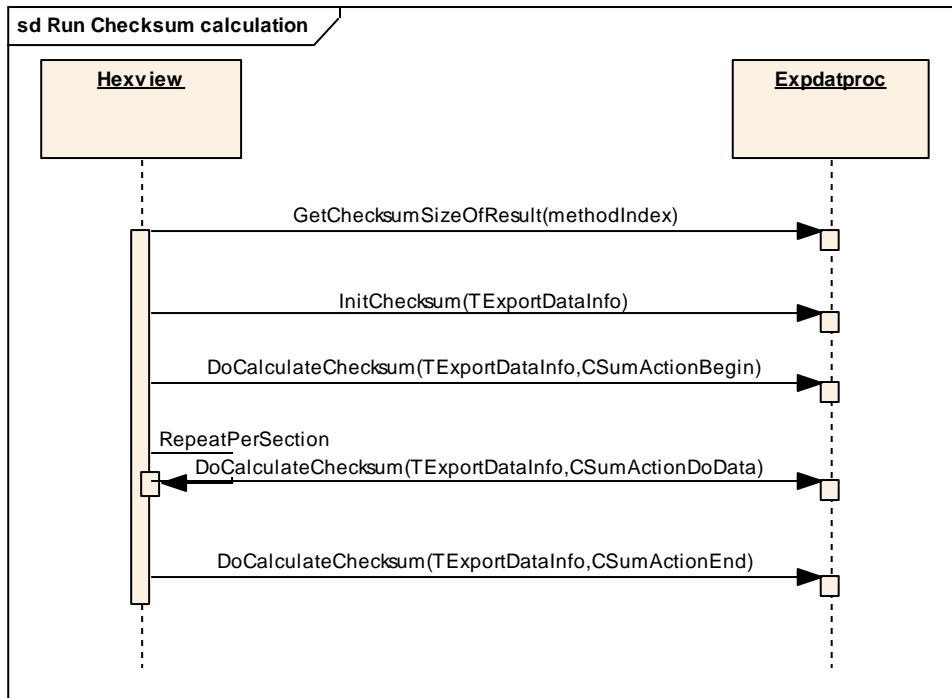 sd Run Checksum calculation
Hexview
Expdatproc
GetChecksumSizeOfResult(methodIndex)
InitChecksum(TExportDataInfo)
DoCalculateChecksum(TExportDataInfo,CSumActionBegin)
RepeatPerSection
DoCalculateChecksum(TExportDataInfo,CSumActionDoData)
DoCalculateChecksum(TExportDataInfo,CSumActionEnd)